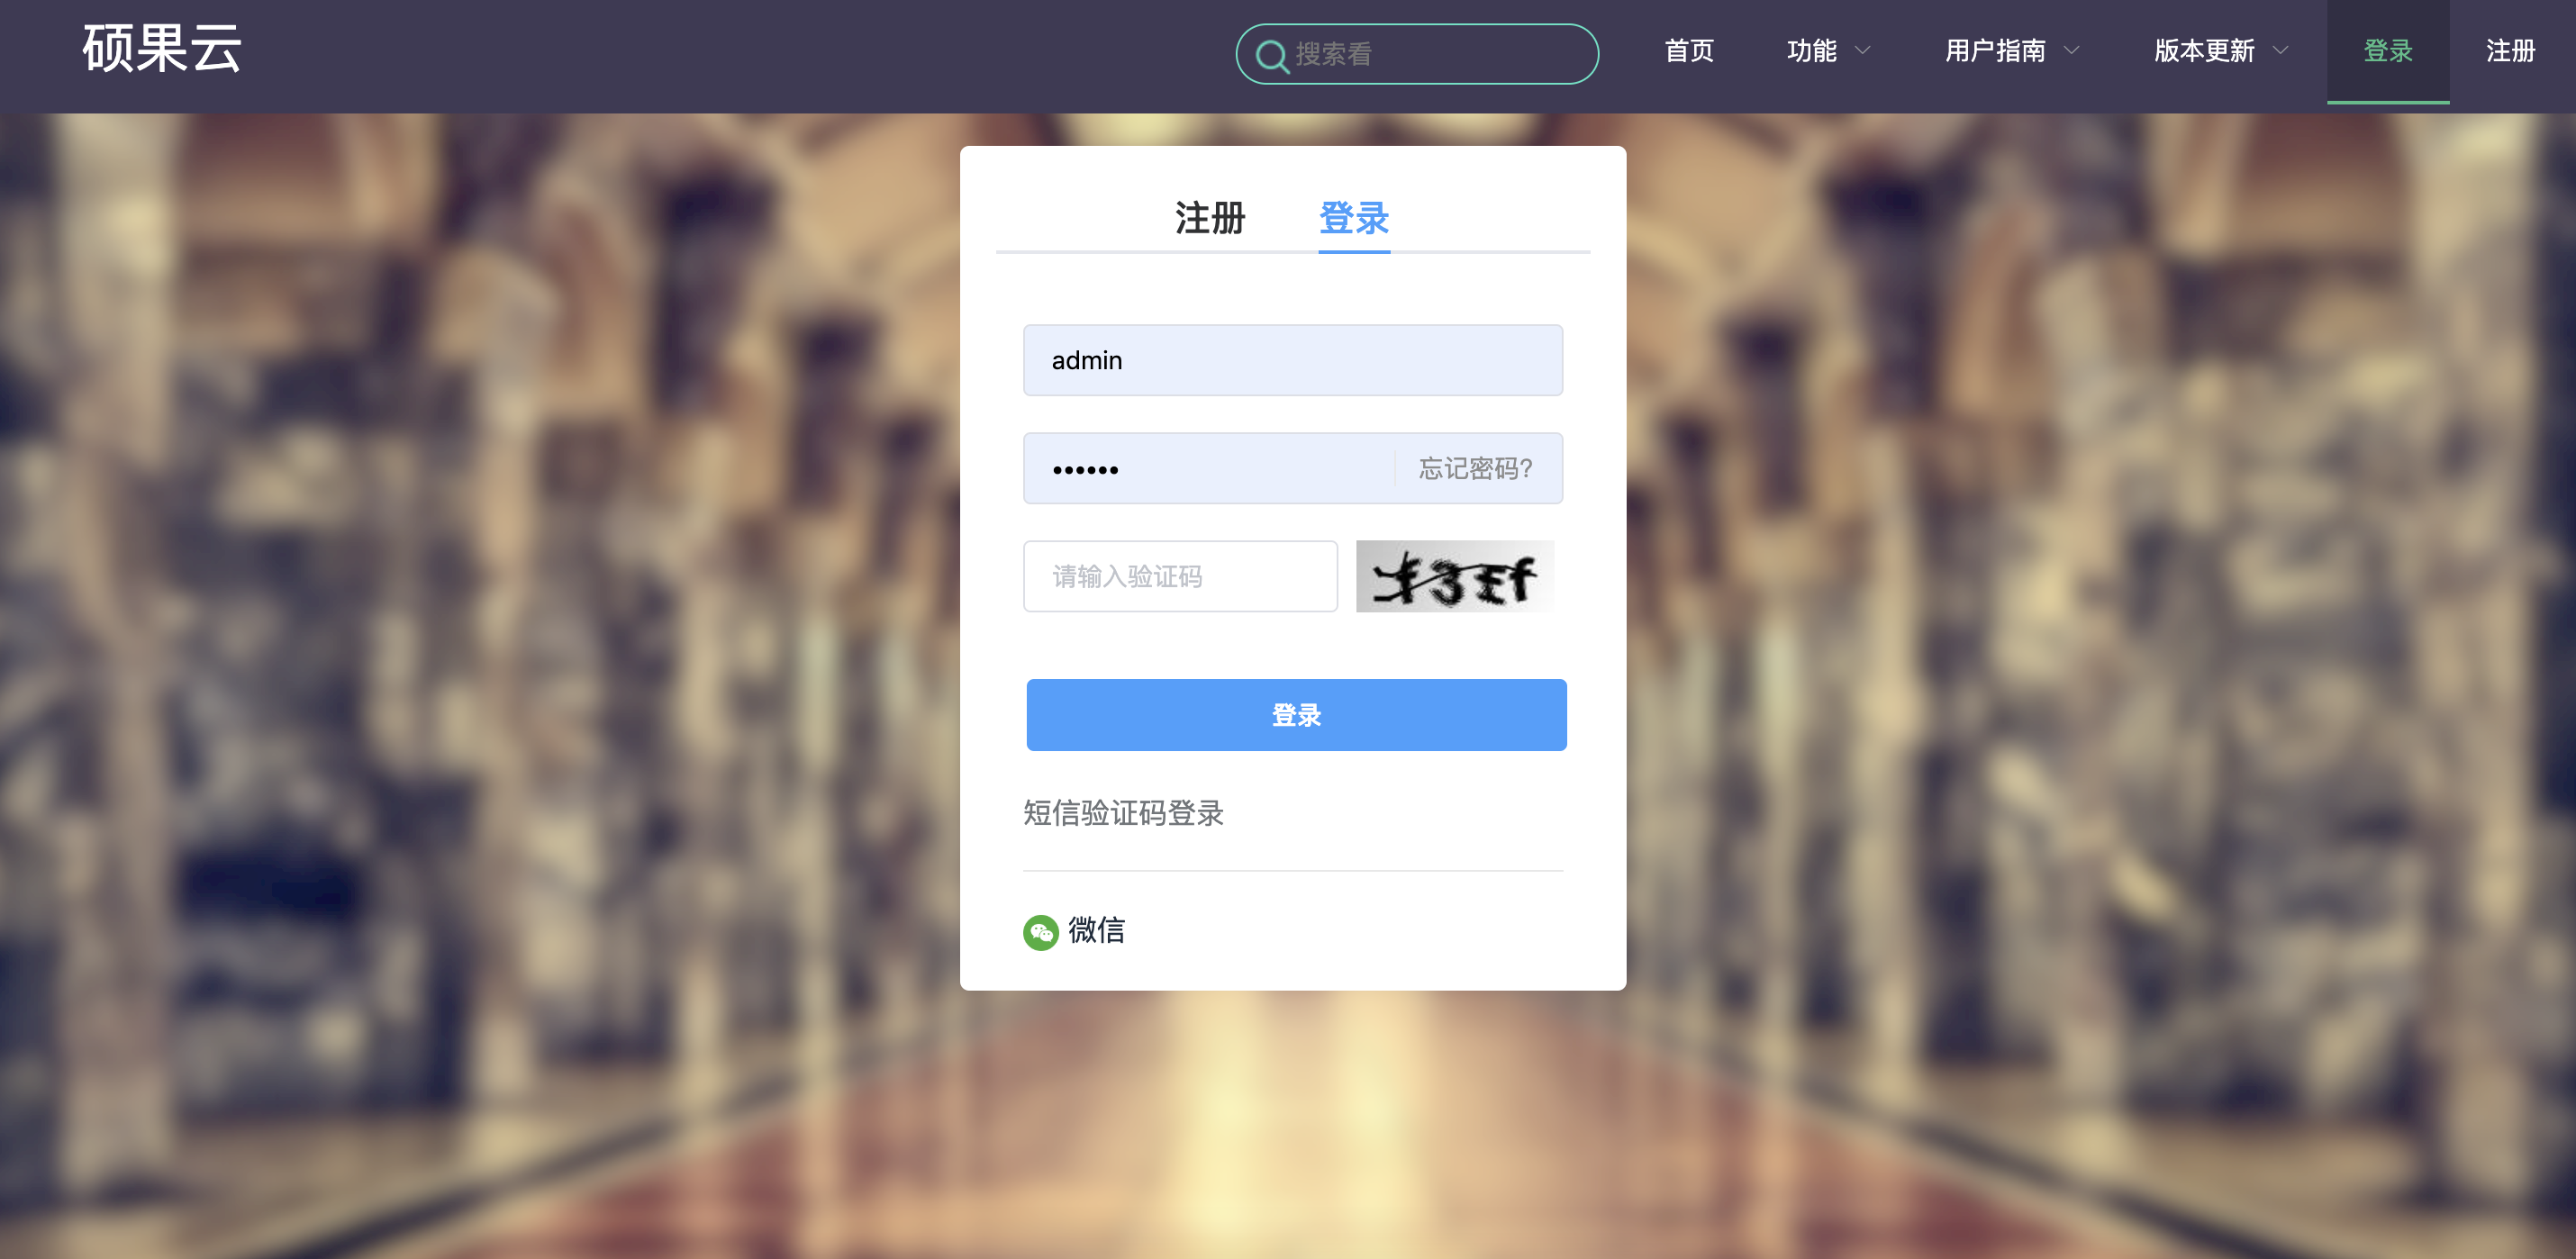 硕果云
搜索看
首页
功能
用户指南
版本更新
登录
注册
注册
登录
admin
••••••
忘记密码?
请输入验证码
登录
短信验证码登录
微信